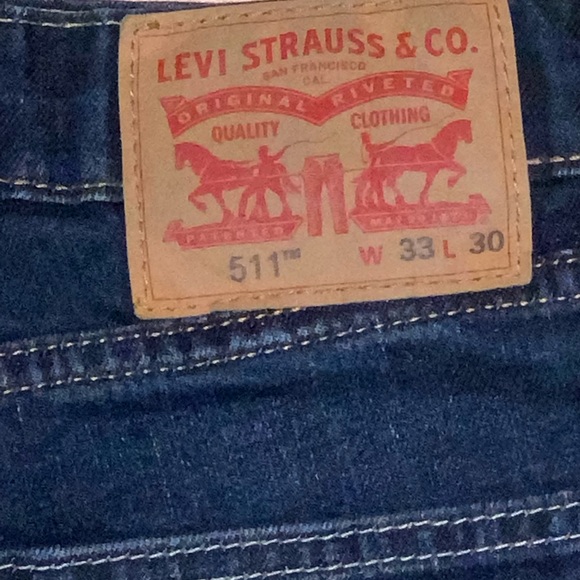 LEVI STRAUSS & CO.
SAN FRANCISCO
CAL.
ORIGINAL RIVETED
QUALITY CLOTHING
511™ W 33 L 30